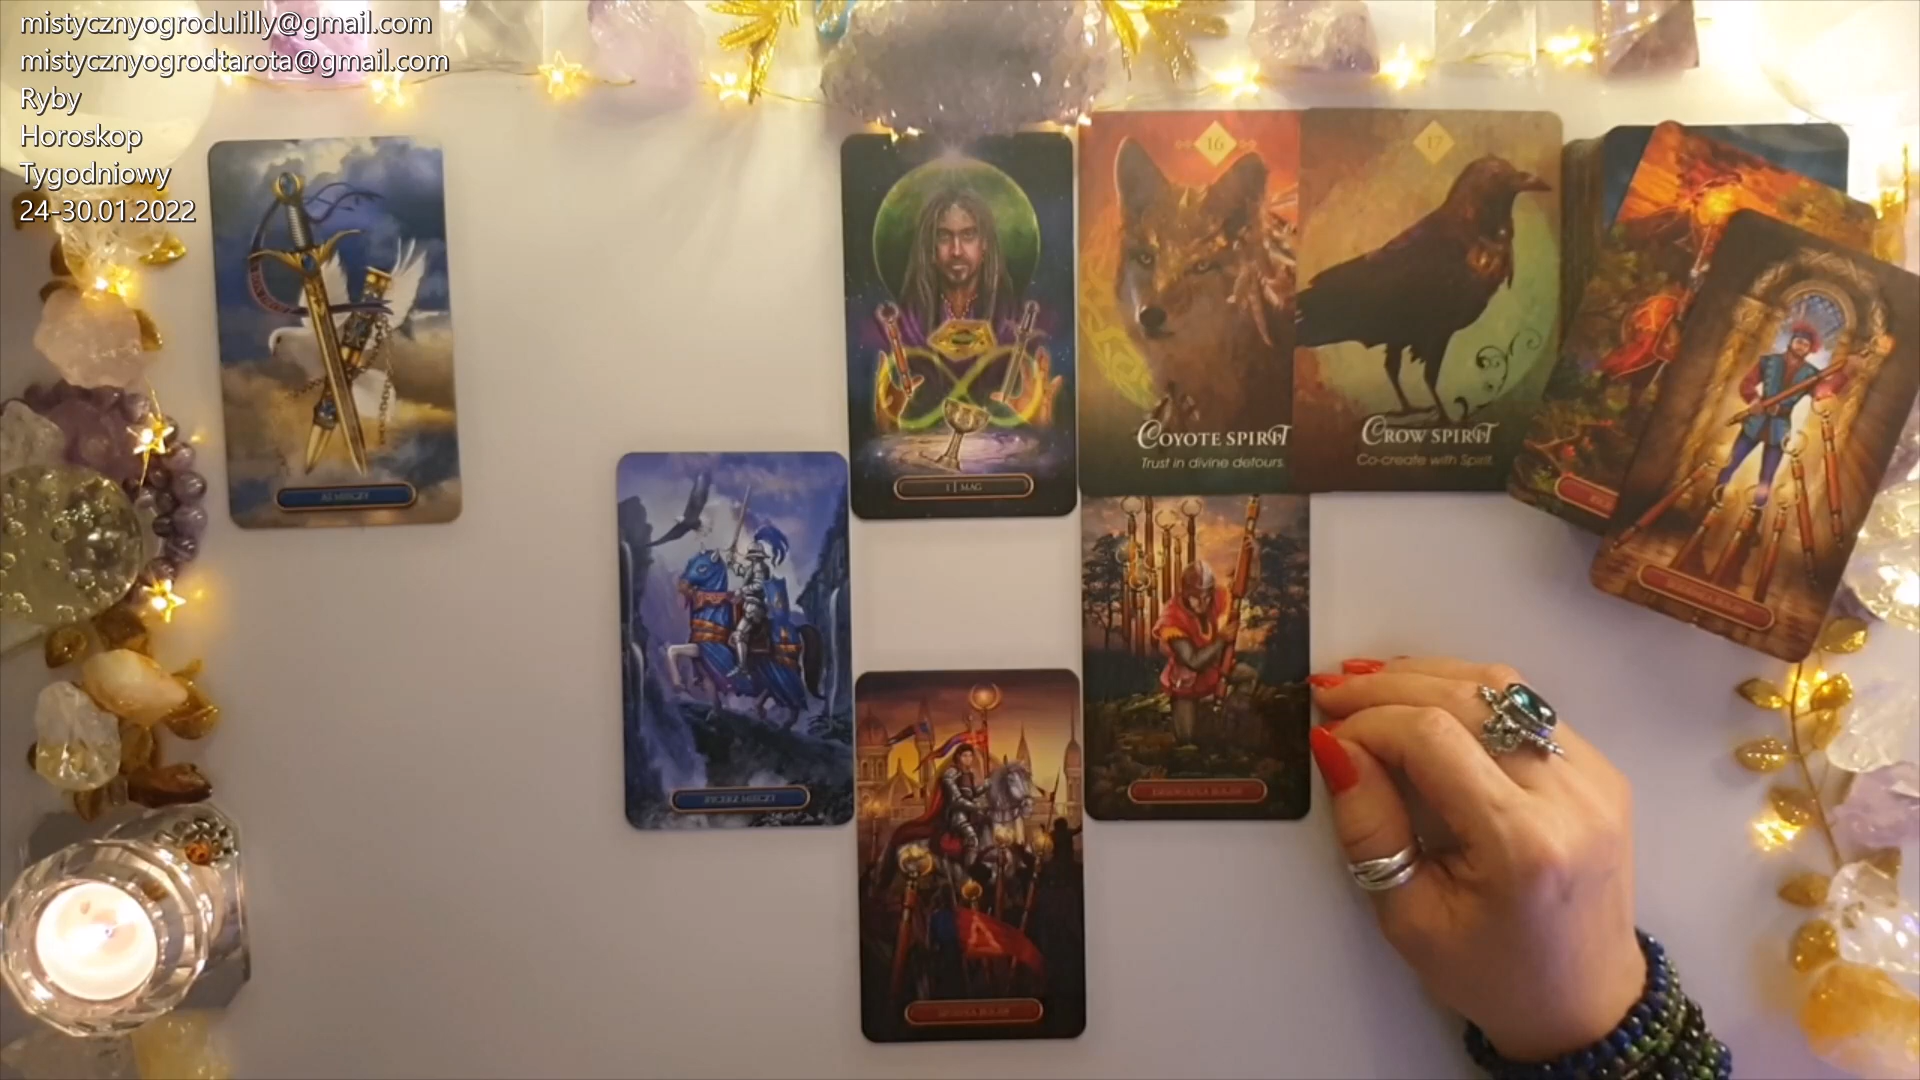 mistycznyogrodulilly@gmail.com
mistycznyogrodtarota@gmail.com
Ryby
Horoskop
Tygodniowy
24-30.01.2022
16
17
COYOTE SPIRIT
Trust in divine detours.
CROW SPIRIT
Co-create with Spirit.
AS MIECZY
I | MAG
RYCERZ MIECZY